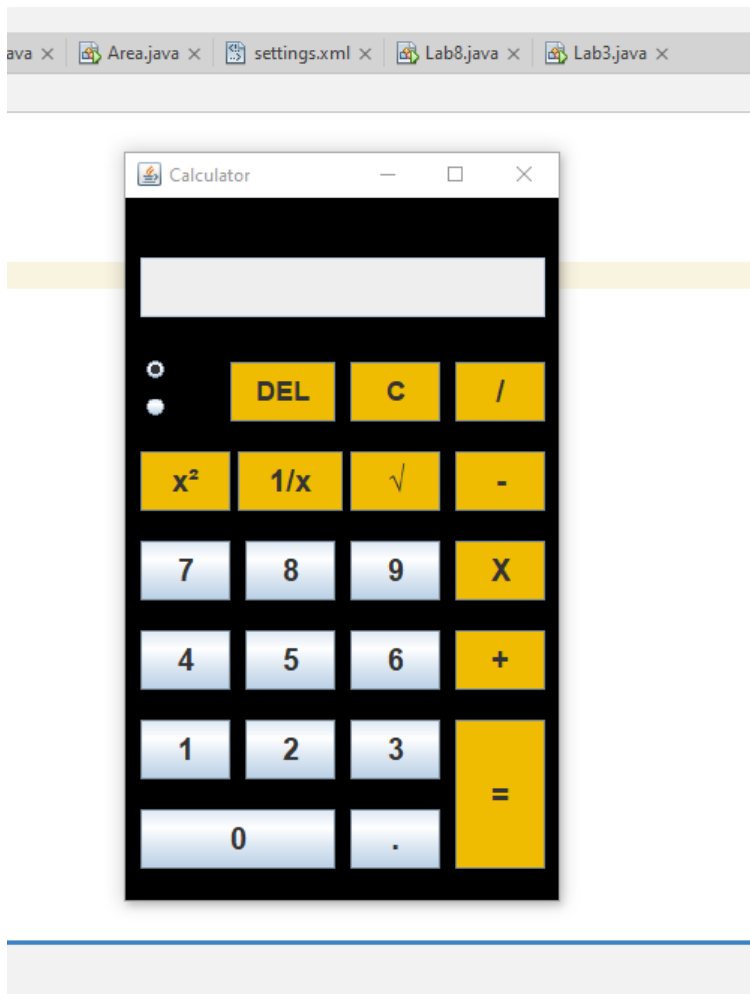 ava Area.java settings.xml Lab8.java Lab3.java
Calculator
DEL C /
x² 1/x √ -
7 8 9 X
4 5 6 +
1 2 3
=
0 .